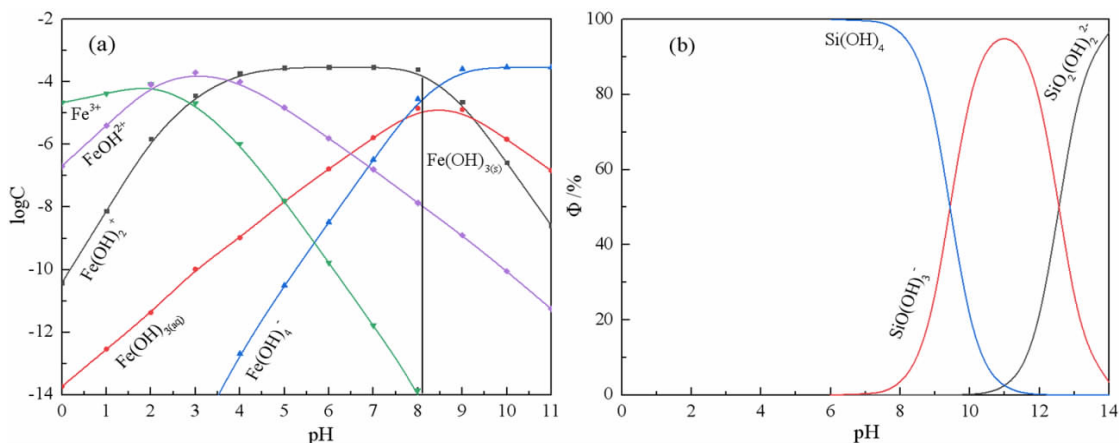 (a)
logC
-2
-4
-6
-8
-10
-12
-14
Fe³⁺
FeOH²⁺
Fe(OH)₂⁺
Fe(OH)₃₍ₐq₎
Fe(OH)₄⁻
Fe(OH)₃₍ₛ₎
0 1 2 3 4 5 6 7 8 9 10 11
pH
(b)
Φ /%
100
80
60
40
20
0
Si(OH)₄
SiO(OH)₃⁻
SiO₂(OH)₂²⁻
0 2 4 6 8 10 12 14
pH